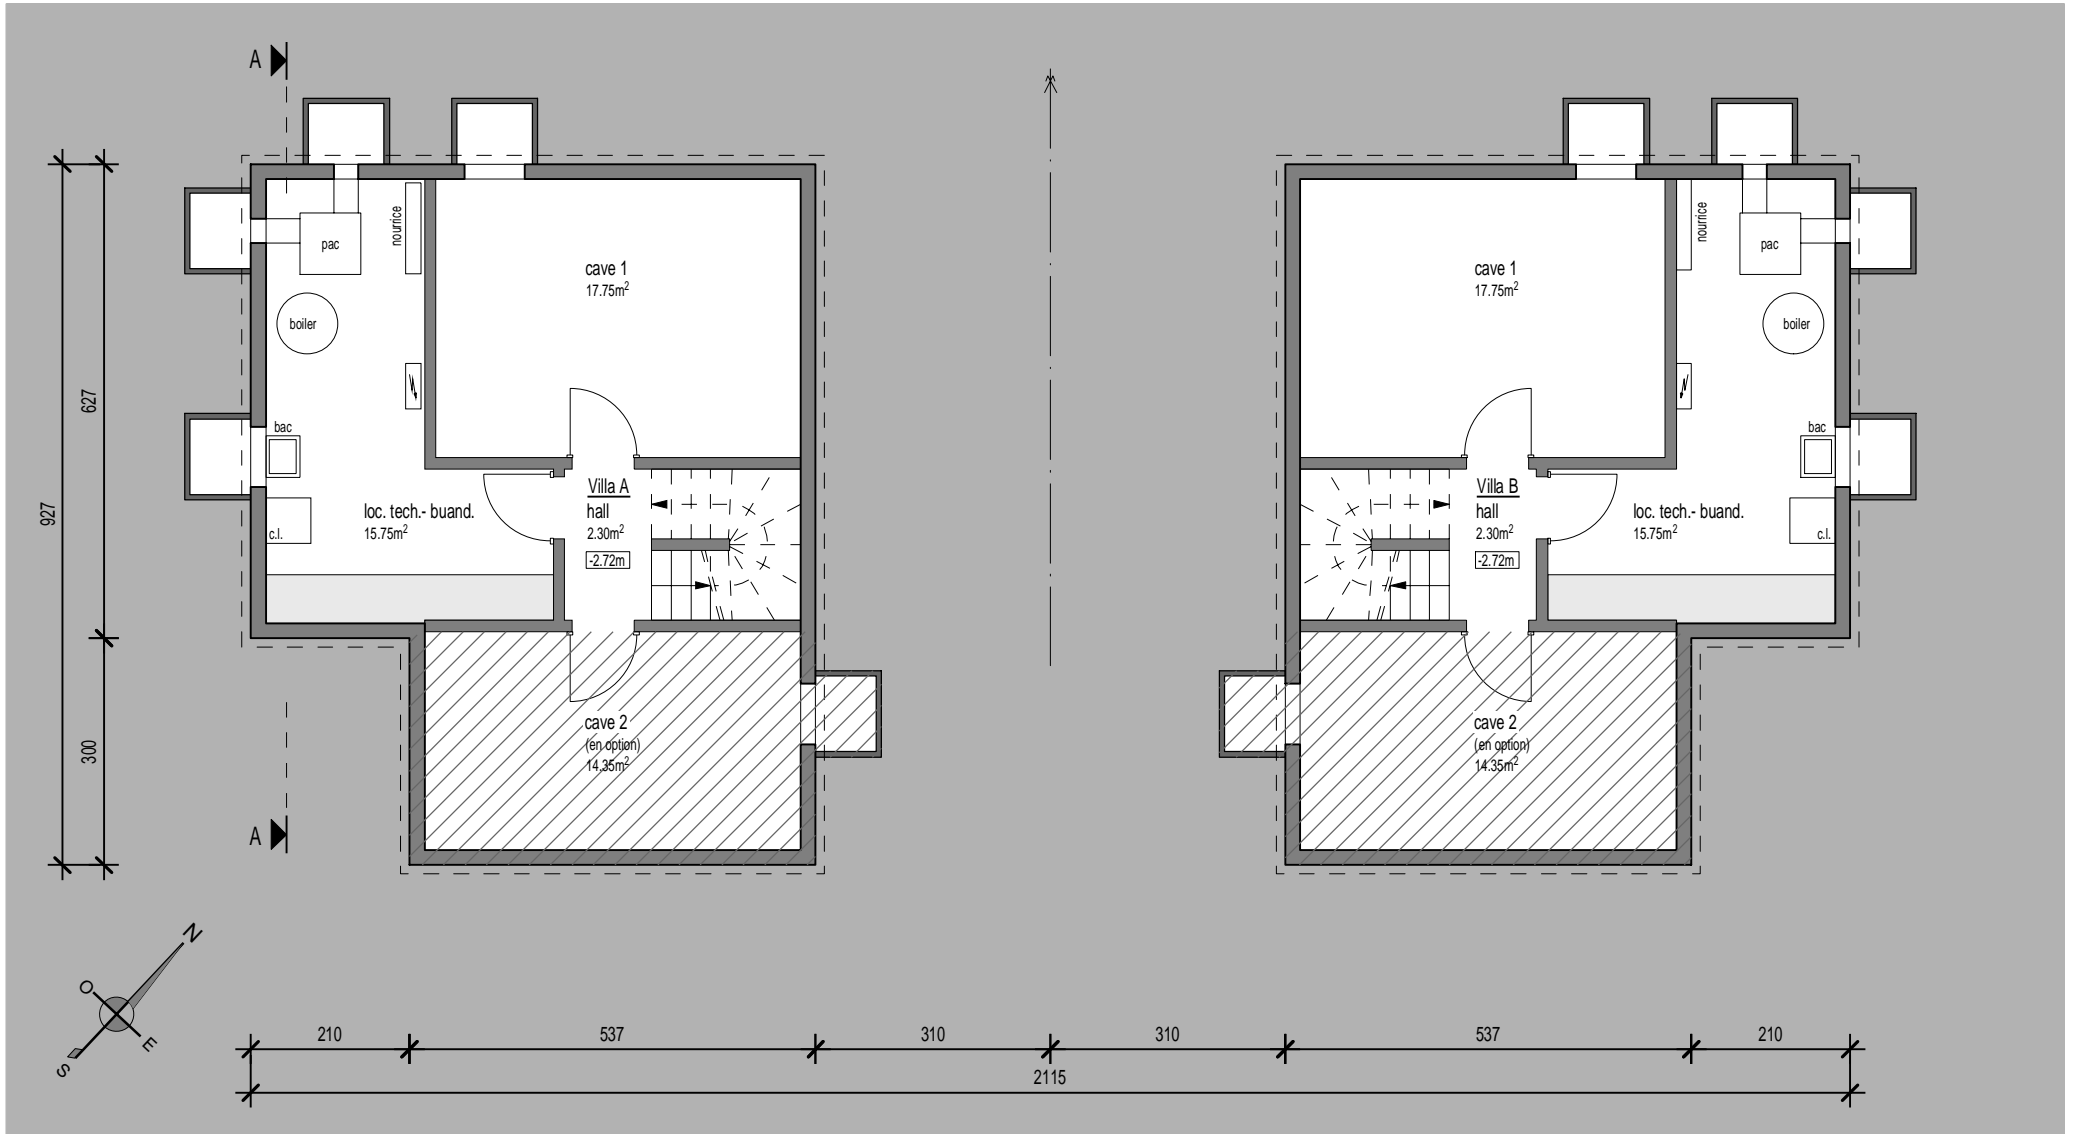 A
nourice
pac
cave 1
17.75m²
boiler
bac
Villa A
hall
2.30m²
-2.72m
loc. tech.- buand.
15.75m²
c.l.
cave 2
(en option)
14.35m²
A
627
927
300
cave 1
17.75m²
nourrice
pac
boiler
bac
Villa B
hall
2.30m²
-2.72m
loc. tech.- buand.
15.75m²
c.l.
cave 2
(en option)
14.35m²
N
O
E
S
210
537
310
310
537
210
2115